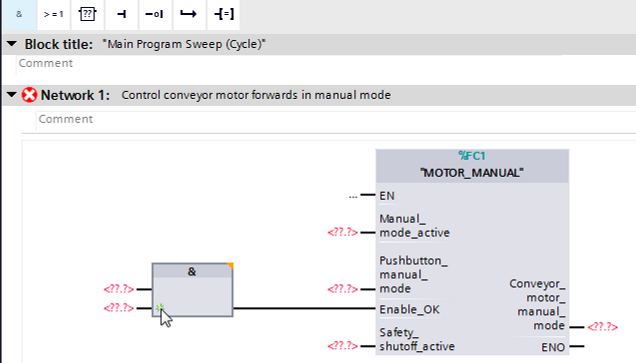 & >=1 ?? -o| -[=]
Block title: "Main Program Sweep (Cycle)"
Comment
Network 1: Control conveyor motor forwards in manual mode
Comment
%FC1
"MOTOR_MANUAL"
... EN
Manual_
<??.?> mode_active
Pushbutton_
manual_
<??.?> mode
&
<??.?>
<??.?>
Enable_OK
Safety_
<??.?> shutoff_active
Conveyor_
motor_
manual_
mode <??.?>
ENO